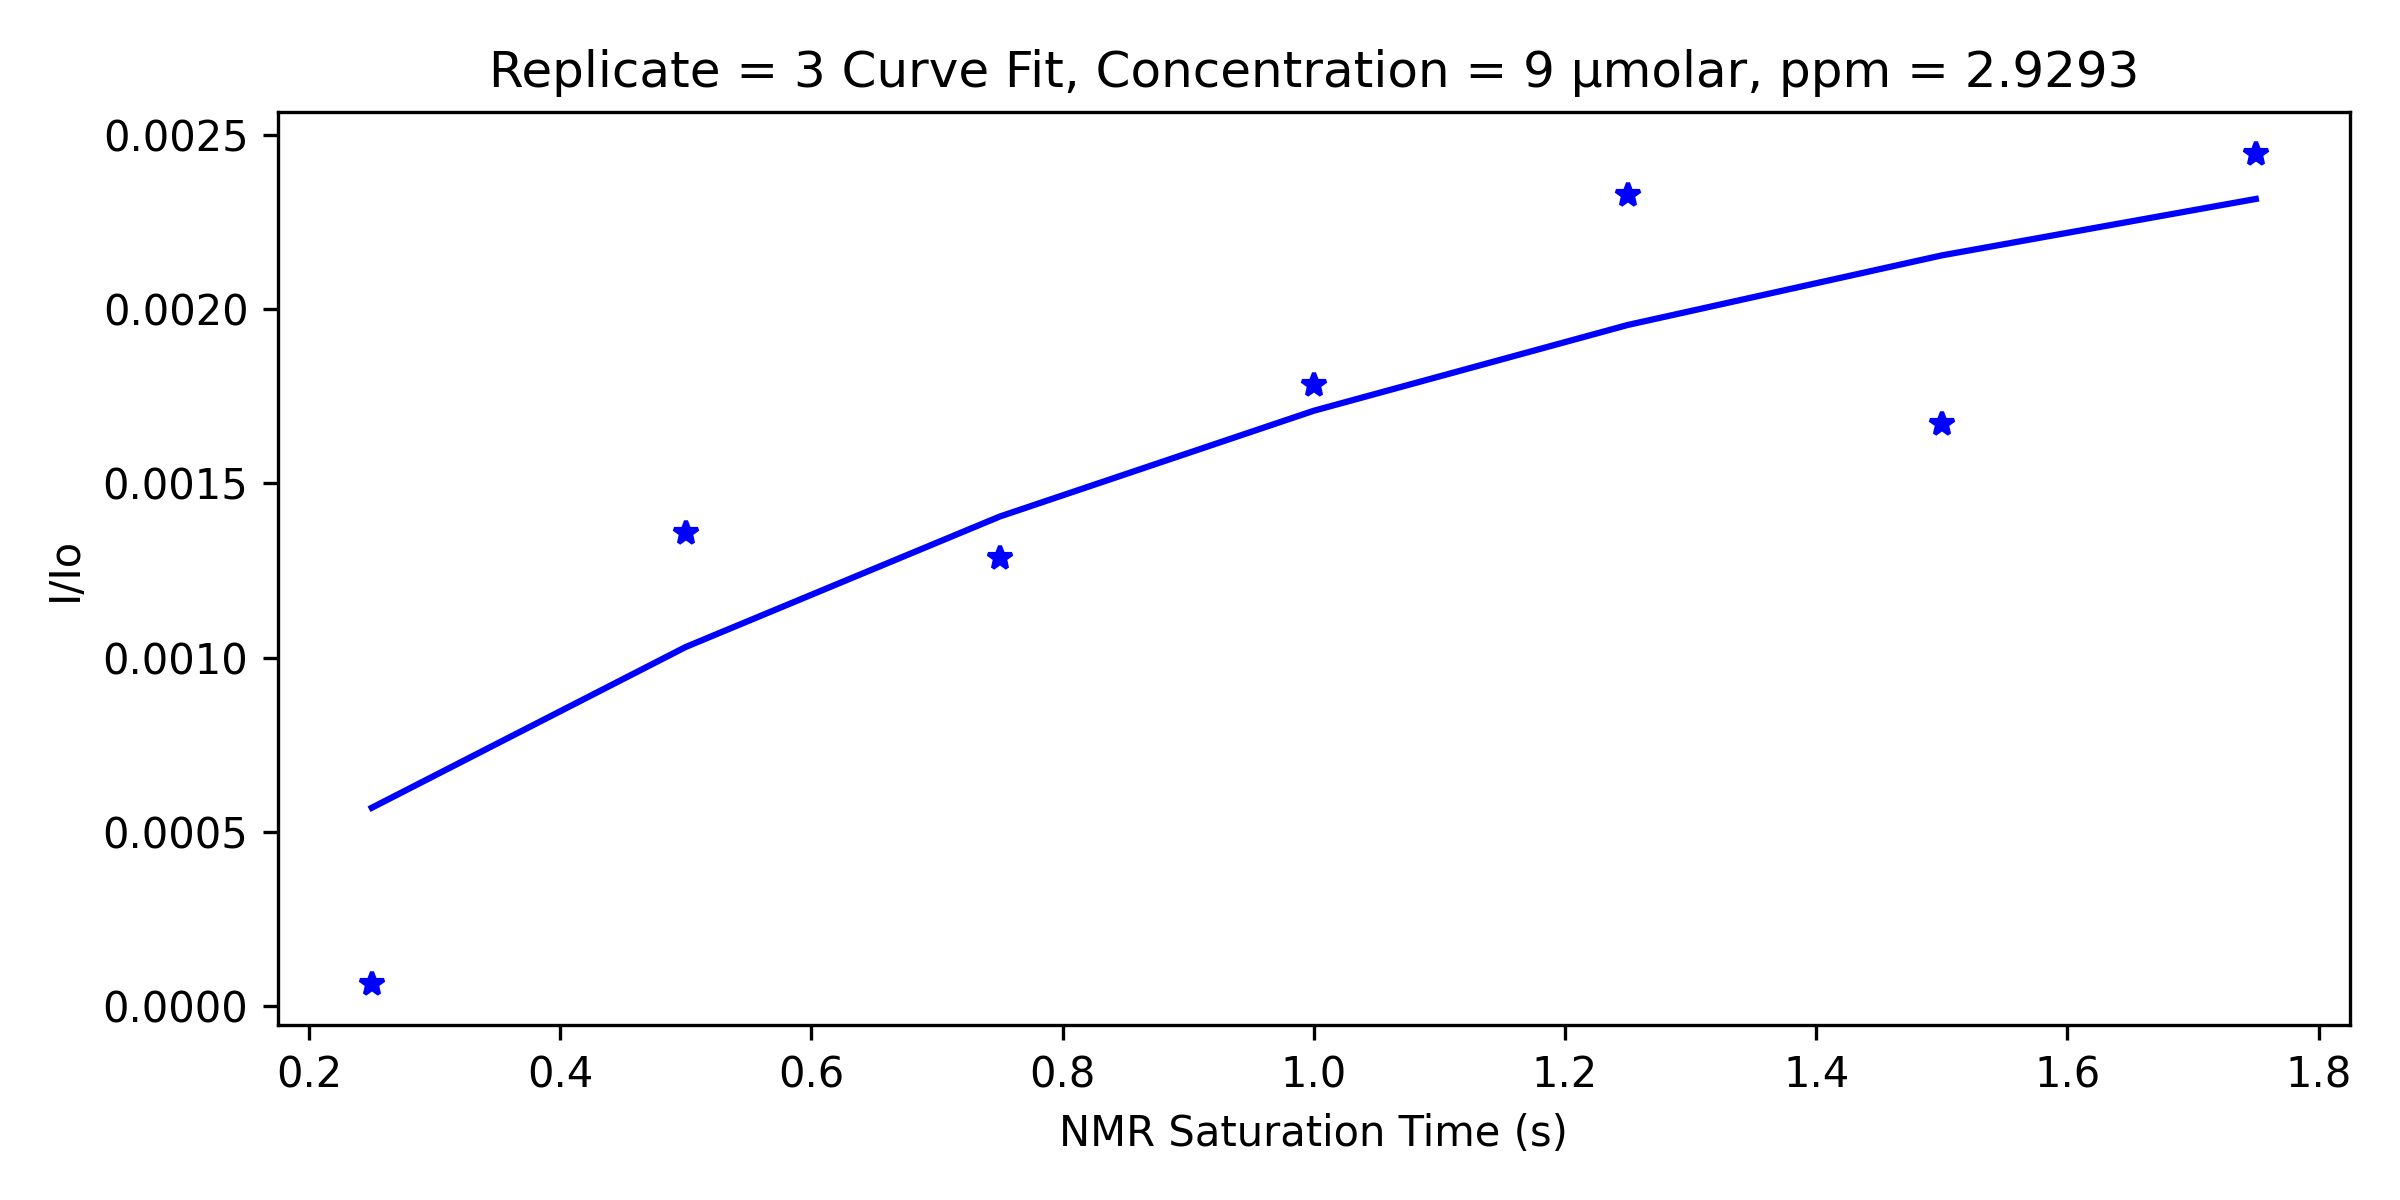 Replicate = 3 Curve Fit, Concentration = 9 μmolar, ppm = 2.9293
0.0025
0.0020
0.0015
0.0010
0.0005
0.0000
I/Io
0.2 0.4 0.6 0.8 1.0 1.2 1.4 1.6 1.8
NMR Saturation Time (s)